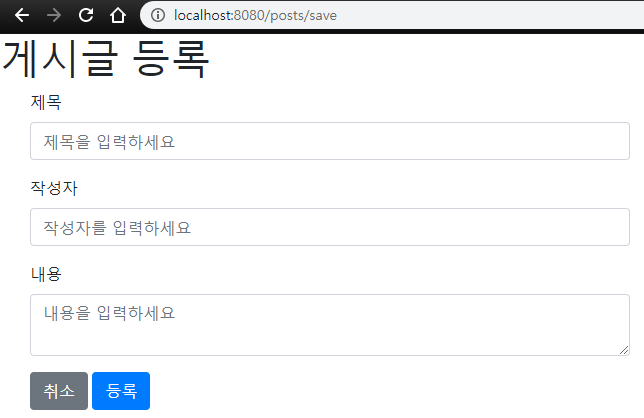 localhost:8080/posts/save
게시글 등록
제목
제목을 입력하세요
작성자
작성자를 입력하세요
내용
내용을 입력하세요
취소 등록